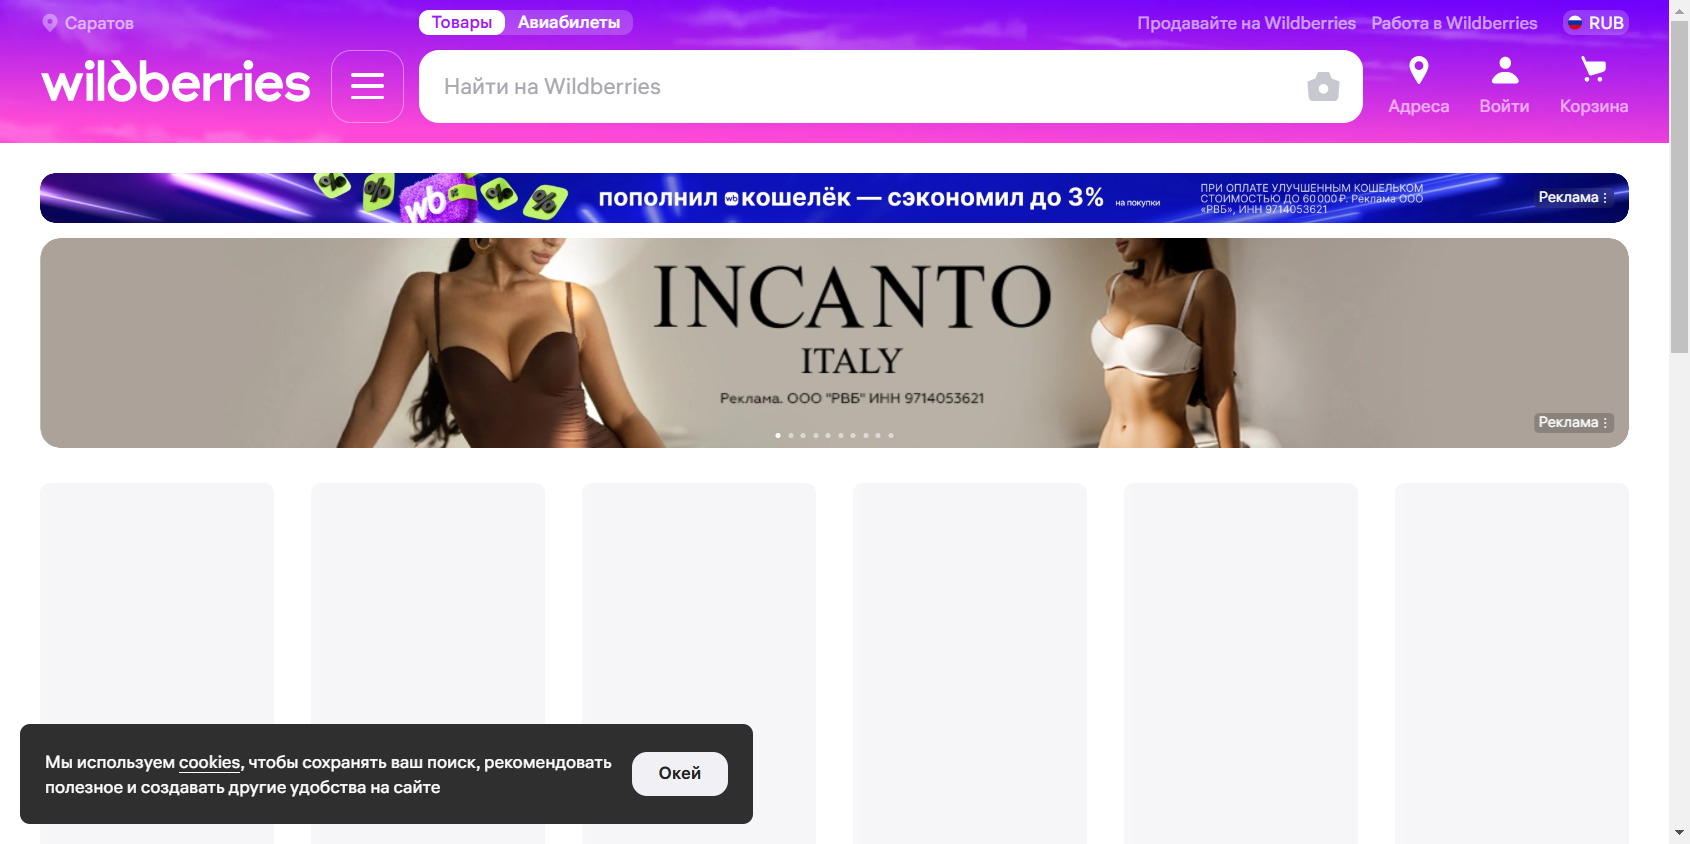 Саратов
Товары
Авиабилеты
Продавайте на Wildberries
Работа в Wildberries
RUB
wildberries
Найти на Wildberries
Адреса
Войти
Корзина
% % wb % %
пополнил wb кошелёк — сэкономил до 3% на покупки
ПРИ ОПЛАТЕ УЛУЧШЕННЫМ КОШЕЛЬКОМ
СТОИМОСТЬЮ ДО 60 000 ₽. Реклама ООО
«РВБ», ИНН 9714053621
Реклама
INCANTO
ITALY
Реклама. ООО "РВБ" ИНН 9714053621
Реклама
Мы используем cookies, чтобы сохранять ваш поиск, рекомендовать
полезное и создавать другие удобства на сайте
Окей